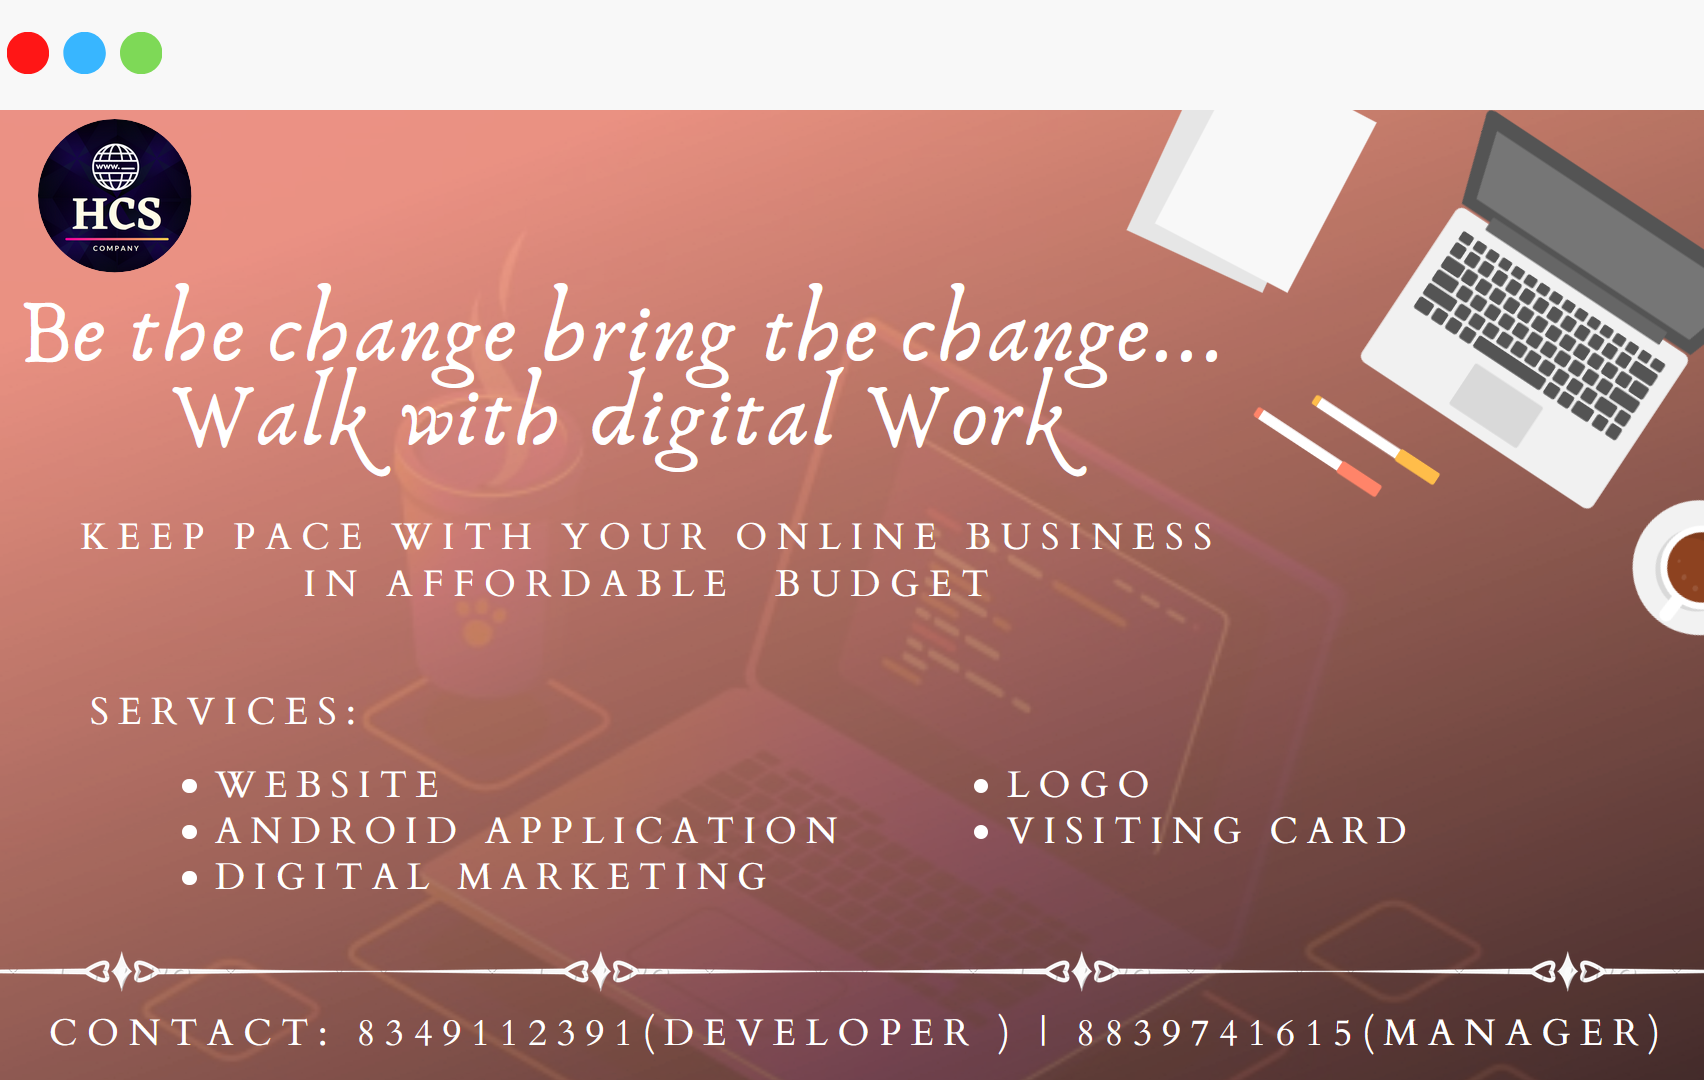 www.
HCS
COMPANY
Be the change bring the change...
Walk with digital Work
KEEP PACE WITH YOUR ONLINE BUSINESS
IN AFFORDABLE BUDGET
SERVICES:
• WEBSITE
• ANDROID APPLICATION
• DIGITAL MARKETING
• LOGO
• VISITING CARD
CONTACT: 8349112391(DEVELOPER ) | 8839741615(MANAGER)